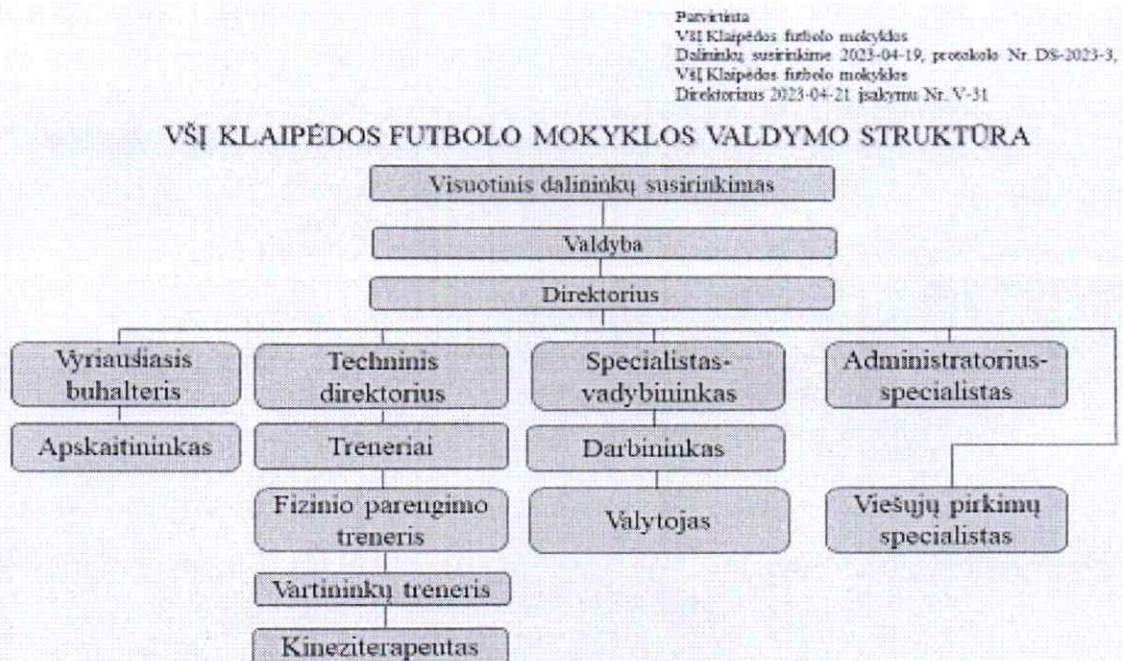 Patvirtinta
VšĮ Klaipėdos futbolo mokyklos
Dalininkų susirinkime 2023-04-19, protokolo Nr. DS-2023-3,
VšĮ Klaipėdos futbolo mokyklos
Direktoriaus 2023-04-21 įsakymu Nr. V-31
VŠĮ KLAIPĖDOS FUTBOLO MOKYKLOS VALDYMO STRUKTŪRA
Visuotinis dalininkų susirinkimas
Valdyba
Direktorius
Vyriausiasis
buhalteris
Apskaitininkas
Techninis
direktorius
Treneriai
Fizinio parengimo
treneris
Vartininkų treneris
Kineziterapeutas
Specialistas-
vadybininkas
Darbininkas
Valytojas
Administratorius-
specialistas
Viešųjų pirkimų
specialistas